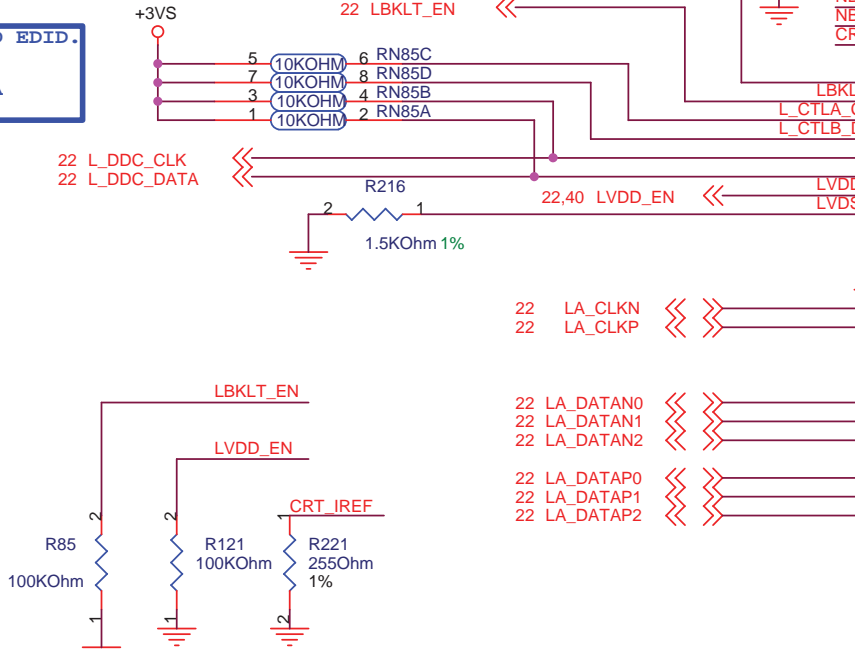 +3VS
22 LBKLT_EN
EDID.
5 10KOHM 6 RN85C
7 10KOHM 8 RN85D
3 10KOHM 4 RN85B
1 10KOHM 2 RN85A
L_CTLA_
L_CTLB_
22 L_DDC_CLK
22 L_DDC_DATA
R216
2 1
1.5KOhm 1%
22,40 LVDD_EN
22 LA_CLKN
22 LA_CLKP
22 LA_DATAN0
22 LA_DATAN1
22 LA_DATAN2
22 LA_DATAP0
22 LA_DATAP1
22 LA_DATAP2
LBKLT_EN
LVDD_EN
CRT_IREF
2 2 1
R85
100KOhm
R121
100KOhm
R221
255Ohm
1%
1 1 2